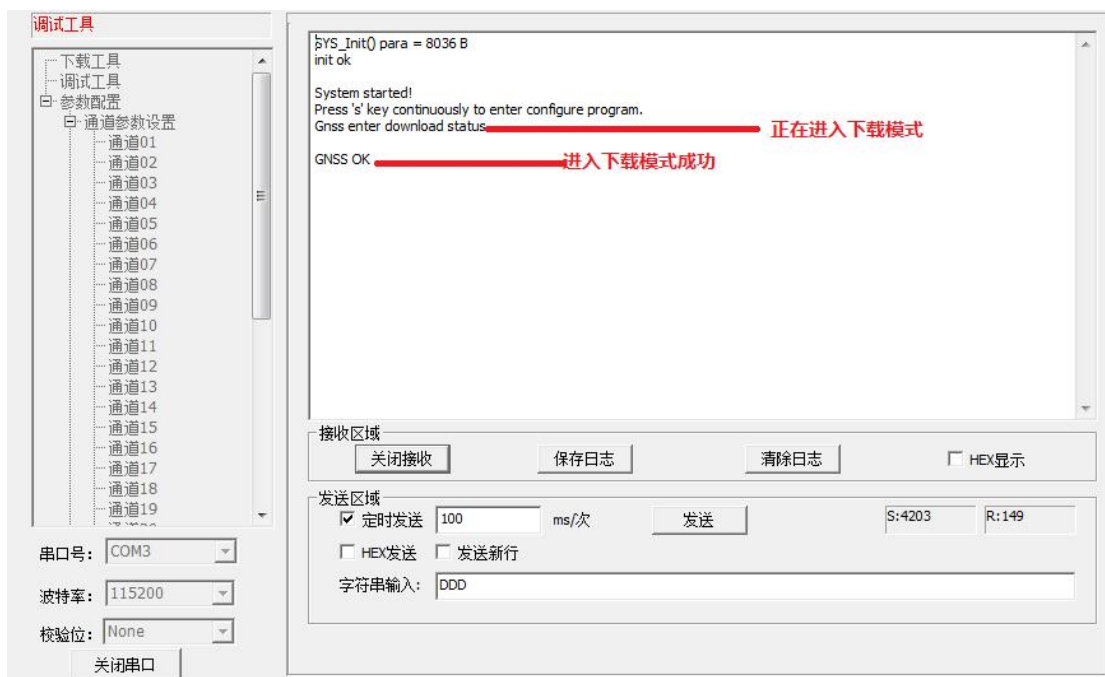 调试工具
下载工具
调试工具
参数配置
通道参数设置
通道01
通道02
通道03
通道04
通道05
通道06
通道07
通道08
通道09
通道10
通道11
通道12
通道13
通道14
通道15
通道16
通道17
通道18
通道19
串口号： COM3
波特率： 115200
校验位： None
关闭串口
SYS_Init() para = 8036 B
init ok
System started!
Press 's' key continuously to enter configure program.
Gnss enter download status 正在进入下载模式
GNSS OK 进入下载模式成功
接收区域
关闭接收 保存日志 清除日志 HEX显示
发送区域
定时发送 100 ms/次 发送 S:4203 R:149
HEX发送 发送新行
字符串输入： DDD